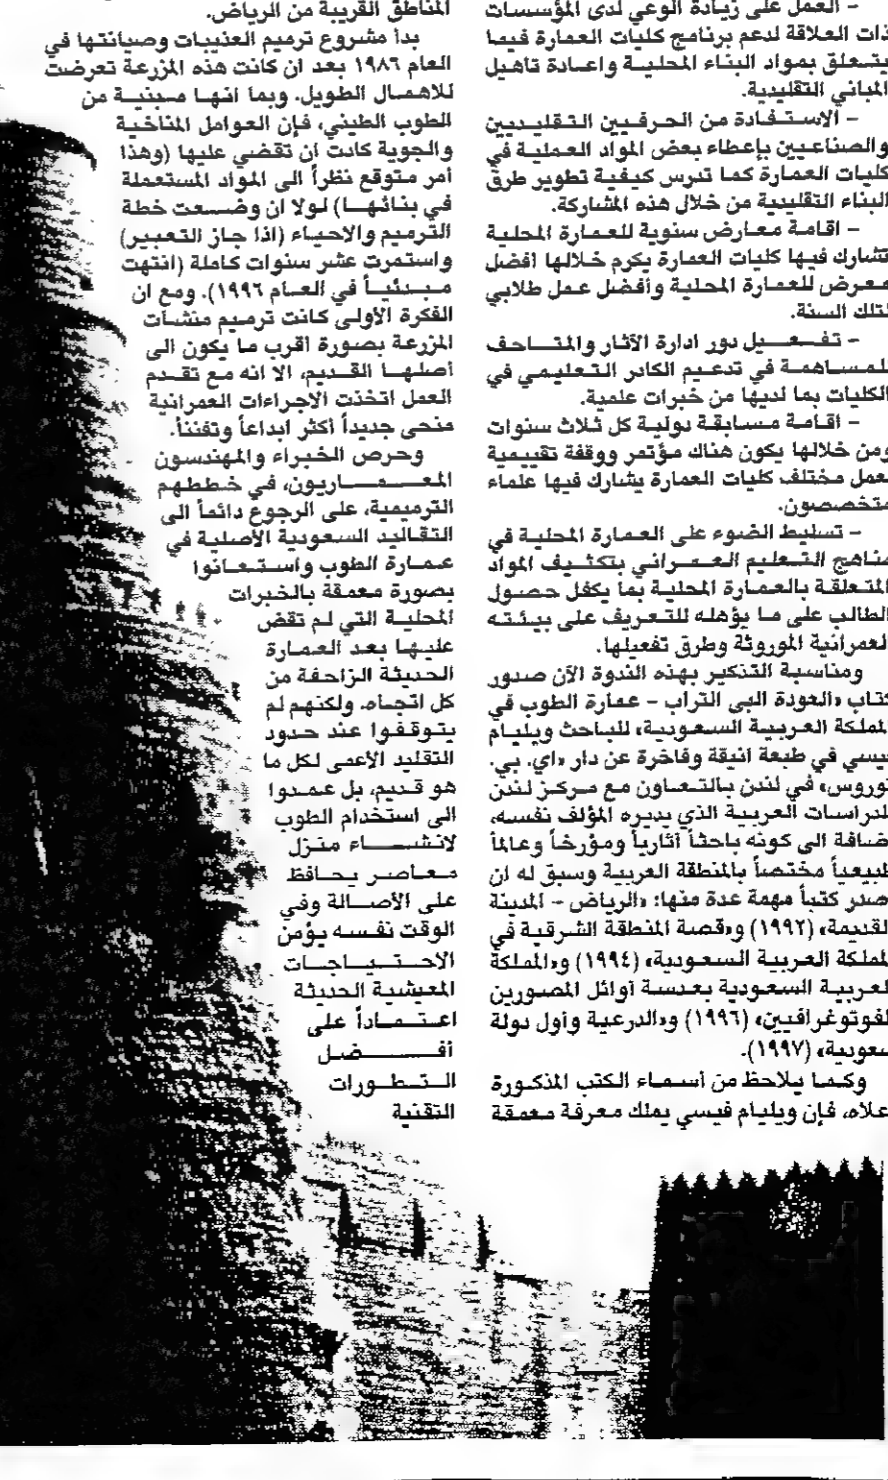 – العمل على زيادة الوعي لدى المؤسسات
ذات العلاقة لدعم برنامج كليات العمارة فيما
يتعلق بمواد البناء المحلية واعادة تاهيل
المباني التقليدية.
– الاستفادة من الحرفيين التقليديين
والصناعيين بإعطاء بعض المواد العملية في
كليات العمارة كما تدرس كيفية تطوير طرق
البناء التقليدية من خلال هذه المشاركة.
– اقامة معارض سنوية للعمارة المحلية
تشارك فيها كليات العمارة يكرم خلالها افضل
معرض للعمارة المحلية وأفضل عمل طلابي
لتلك السنة.
– تفعيل دور ادارة الآثار والمتاحف
للمساهمة في تدعيم الكادر التعليمي في
الكليات بما لديها من خبرات علمية.
– اقامة مسابقة دولية كل ثلاث سنوات
ومن خلالها يكون هناك مؤتمر ووقفة تقييمية
لعمل مختلف كليات العمارة يشارك فيها علماء
متخصصون.
– تسليط الضوء على العمارة المحلية في
مناهج التعليم العمراني بتكثيف المواد
المتعلقة بالعمارة المحلية بما يكفل حصول
الطالب على ما يؤهله للتعريف على بيئته
العمرانية الموروثة وطرق تفعيلها.
ومناسبة التذكير بهذه الندوة الآن صدور
كتاب «العودة الى التراب – عمارة الطوب في
المملكة العربية السعودية» للباحث ويليام
فيسي في طبعة انيقة وفاخرة عن دار «اي. بي.
توروس» في لندن بالتعاون مع مركز لندن
للدراسات العربية الذي يديره المؤلف نفسه،
اضافة الى كونه باحثاً آثارياً ومؤرخاً وعالماً
طبيعياً مختصاً بالمنطقة العربية وسبق له ان
اصدر كتباً مهمة عدة منها: «الرياض – المدينة
القديمة» (١٩٩٢) و«قصة المنطقة الشرقية في
المملكة العربية السعودية» (١٩٩٤) و«المملكة
العربية السعودية بعدسة أوائل المصورين
الفوتوغرافيين» (١٩٩٦) و«الدرعية وأول دولة
سعودية» (١٩٩٧).
وكما يلاحظ من أسماء الكتب المذكورة
اعلاه، فإن ويليام فيسي يملك معرفة معمقة
المناطق القريبة من الرياض.
بدا مشروع ترميم العذيبات وصيانتها في
العام ١٩٨٦ بعد ان كانت هذه المزرعة تعرضت
للاهمال الطويل. وبما انها مبنية من
الطوب الطيني، فإن العوامل المناخية
والجوية كادت ان تقضي عليها (وهذا
أمر متوقع نظراً الى المواد المستعملة
في بنائها) لولا ان وضعت خطة
الترميم والاحياء (اذا جاز التعبير)
واستمرت عشر سنوات كاملة (انتهت
مبدئياً في العام ١٩٩٦). ومع ان
الفكرة الأولى كانت ترميم منشآت
المزرعة بصورة اقرب ما يكون الى
أصلها القديم، الا انه مع تقدم
العمل اتخذت الاجراءات العمرانية
منحى جديداً أكثر ابداعاً وتفنناً.
وحرص الخبراء والمهندسون
المعماريون، في خططهم
الترميمية، على الرجوع دائماً الى
التقاليد السعودية الأصلية في
عمارة الطوب واستعانوا
بصورة معمقة بالخبرات
المحلية التي لم تقض
عليها بعد العمارة
الحديثة الزاحفة من
كل اتجاه. ولكنهم لم
يتوقفوا عند حدود
التقليد الأعمى لكل ما
هو قديم، بل عمدوا
الى استخدام الطوب
لانشاء منزل
معاصر يحافظ
على الأصالة وفي
الوقت نفسه يؤمن
الاحتياجات
المعيشية الحديثة
اعتماداً على
أفضل
التطورات
التقنية